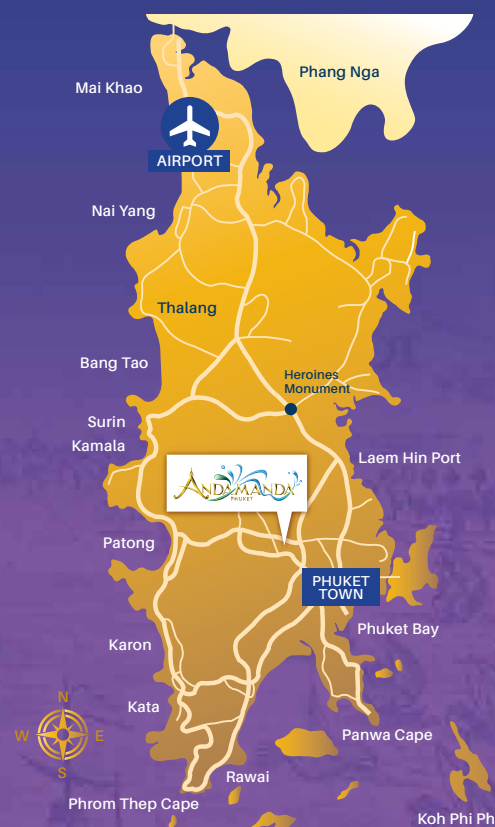 Phang Nga
Mai Khao
AIRPORT
Nai Yang
Thalang
Bang Tao
Heroines
Monument
Surin
Kamala
Laem Hin Port
ANDAMANDA
PHUKET
Patong
PHUKET
TOWN
Phuket Bay
Karon
Kata
N
W
E
S
Panwa Cape
Rawai
Phrom Thep Cape
Koh Phi Ph